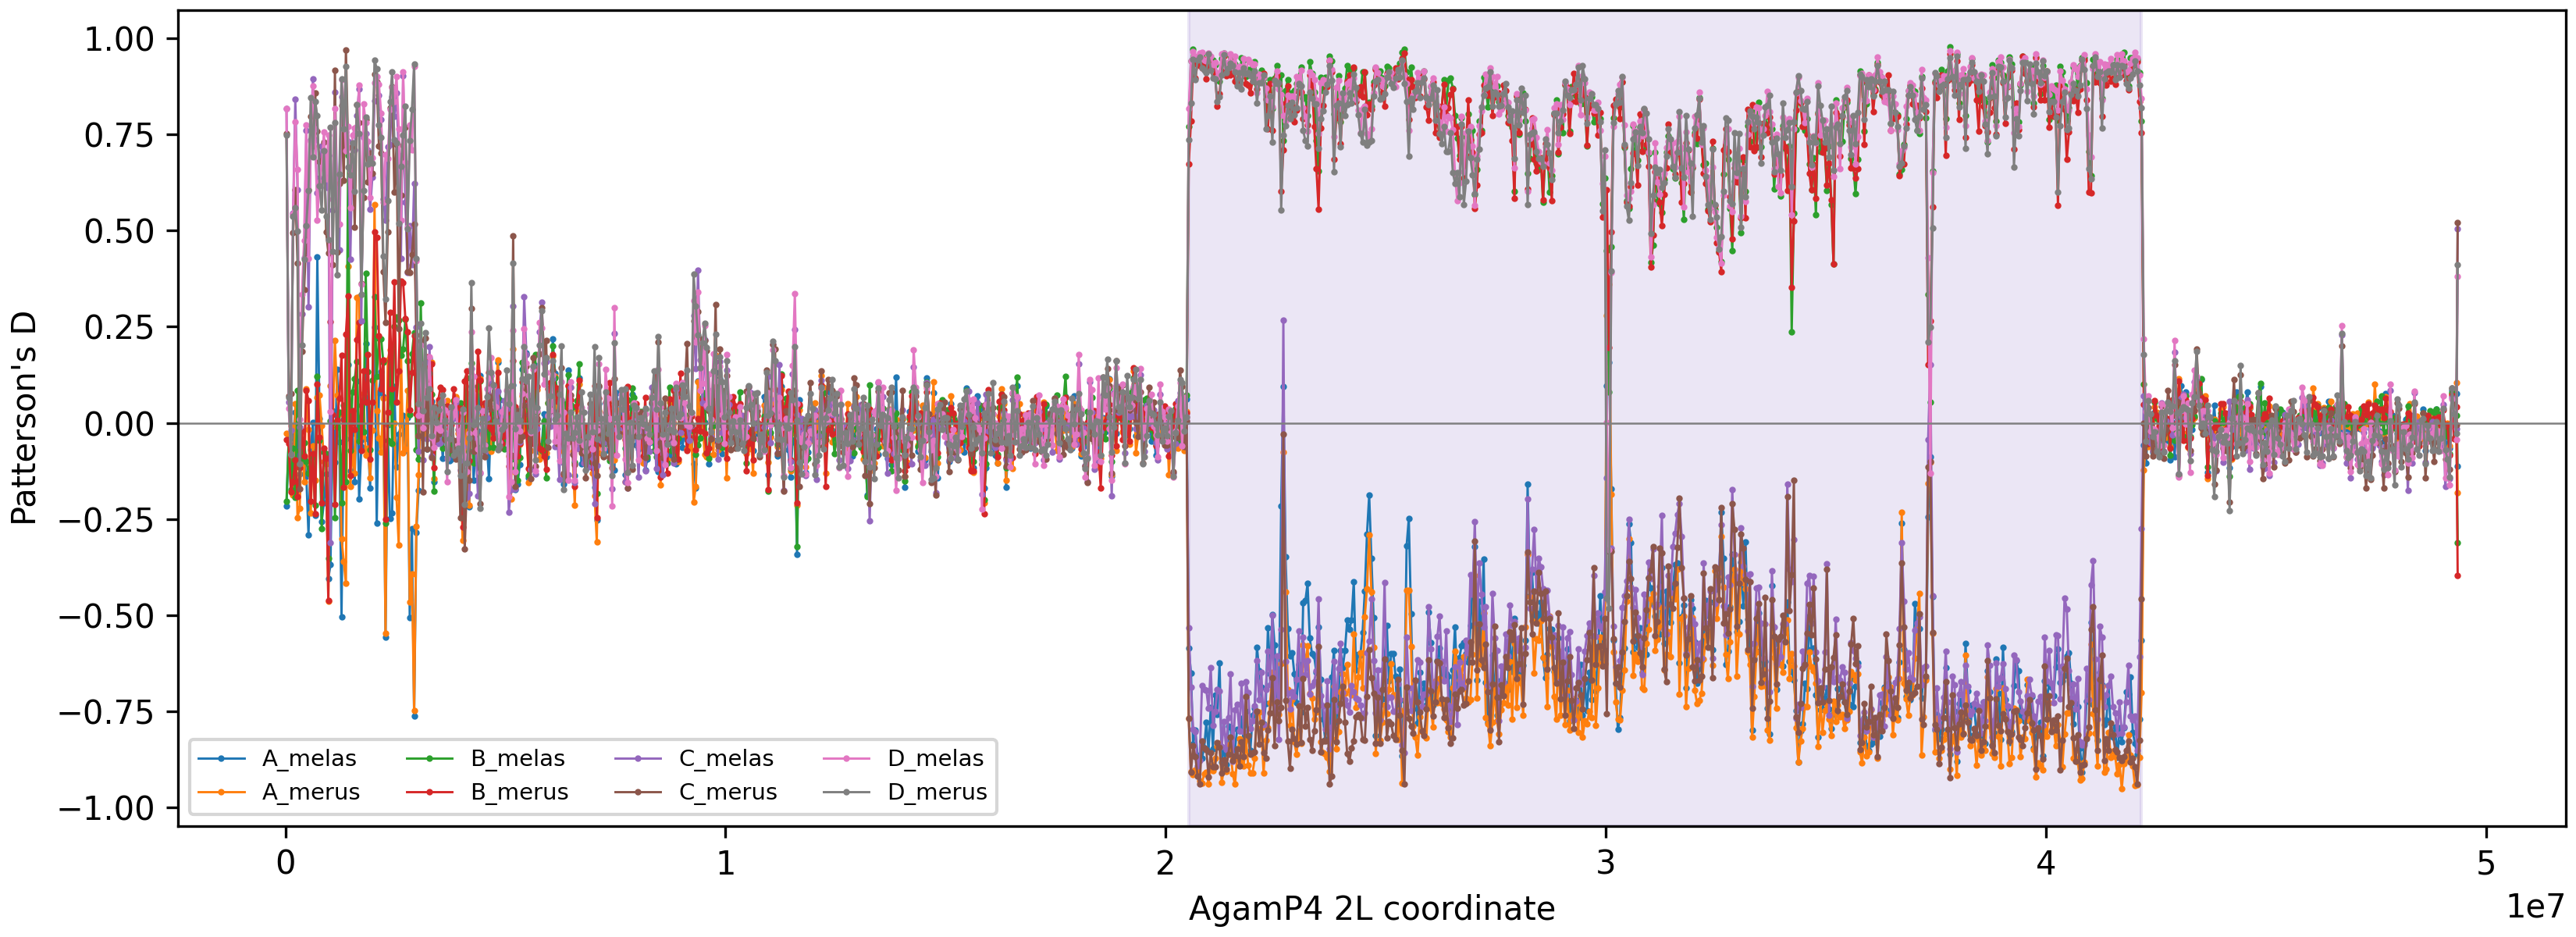 1.00
0.75
0.50
0.25
0.00
−0.25
−0.50
−0.75
−1.00
Patterson's D
A_melas B_melas C_melas D_melas
A_merus B_merus C_merus D_merus
0 1 2 3 4 5
1e7
AgamP4 2L coordinate